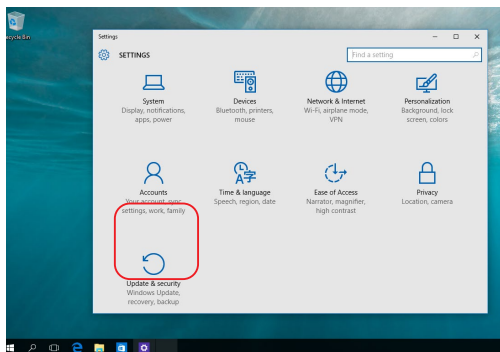 Recycle Bin
Settings
SETTINGS
Find a setting
System
Display, notifications,
apps, power
Devices
Bluetooth, printers,
mouse
Network & Internet
Wi-Fi, airplane mode,
VPN
Personalization
Background, lock
screen, colors
Accounts
Your account, sync
settings, work, family
Time & language
Speech, region, date
Ease of Access
Narrator, magnifier,
high contrast
Privacy
Location, camera
Update & security
Windows Update,
recovery, backup